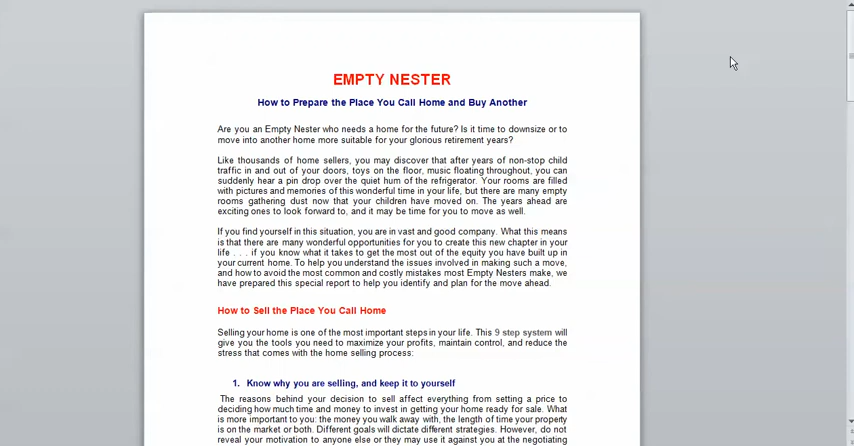 EMPTY NESTER
How to Prepare the Place You Call Home and Buy Another
Are you an Empty Nester who needs a home for the future? Is it time to downsize or to
move into another home more suitable for your glorious retirement years?
Like thousands of home sellers, you may discover that after years of non-stop child
traffic in and out of your doors, toys on the floor, music floating throughout, you can
suddenly hear a pin drop over the quiet hum of the refrigerator. Your rooms are filled
with pictures and memories of this wonderful time in your life, but there are many empty
rooms gathering dust now that your children have moved on. The years ahead are
exciting ones to look forward to, and it may be time for you to move as well.
If you find yourself in this situation, you are in vast and good company. What this means
is that there are many wonderful opportunities for you to create this new chapter in your
life . . . if you know what it takes to get the most out of the equity you have built up in
your current home. To help you understand the issues involved in making such a move,
and how to avoid the most common and costly mistakes most Empty Nesters make, we
have prepared this special report to help you identify and plan for the move ahead.
How to Sell the Place You Call Home
Selling your home is one of the most important steps in your life. This 9 step system will
give you the tools you need to maximize your profits, maintain control, and reduce the
stress that comes with the home selling process:
1. Know why you are selling, and keep it to yourself
The reasons behind your decision to sell affect everything from setting a price to
deciding how much time and money to invest in getting your home ready for sale. What
is more important to you: the money you walk away with, the length of time your property
is on the market or both. Different goals will dictate different strategies. However, do not
reveal your motivation to anyone else or they may use it against you at the negotiating